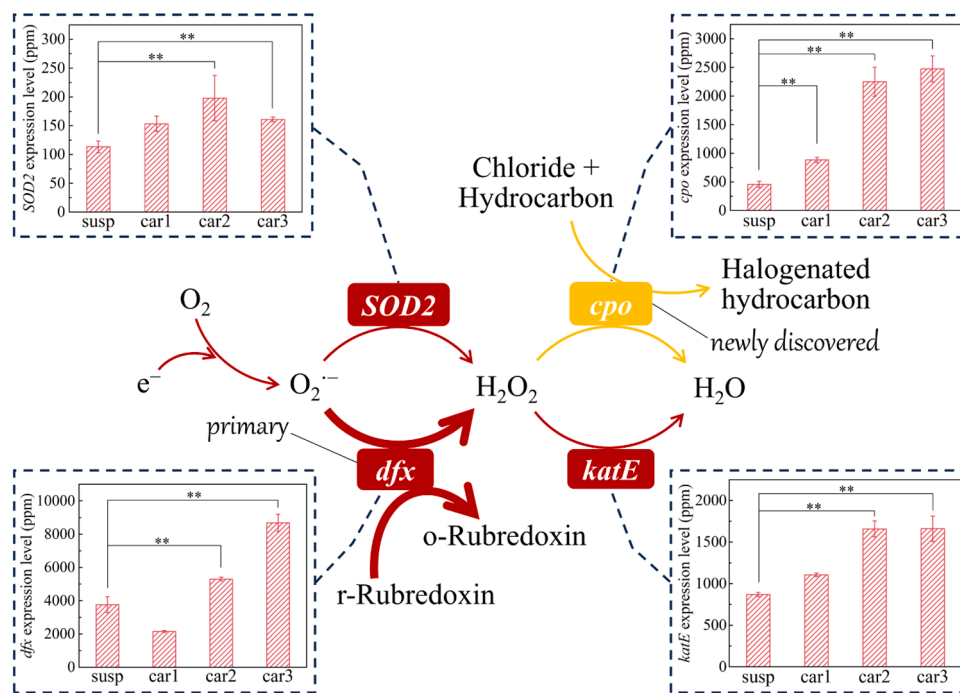 SOD2 expression level (ppm)
250
200
150
100
50
0
**
**
susp car1 car2 car3
cpo expression level (ppm)
3000
2500
2000
1500
1000
500
0
**
**
**
susp car1 car2 car3
Chloride +
Hydrocarbon
Halogenated
hydrocarbon
SOD2
cpo
newly discovered
O₂
e⁻
O₂·⁻
H₂O₂
H₂O
primary
dfx
katE
o-Rubredoxin
r-Rubredoxin
dfx expression level (ppm)
10000
8000
6000
4000
2000
0
**
**
susp car1 car2 car3
katE expression level (ppm)
2000
1500
1000
500
0
**
**
susp car1 car2 car3